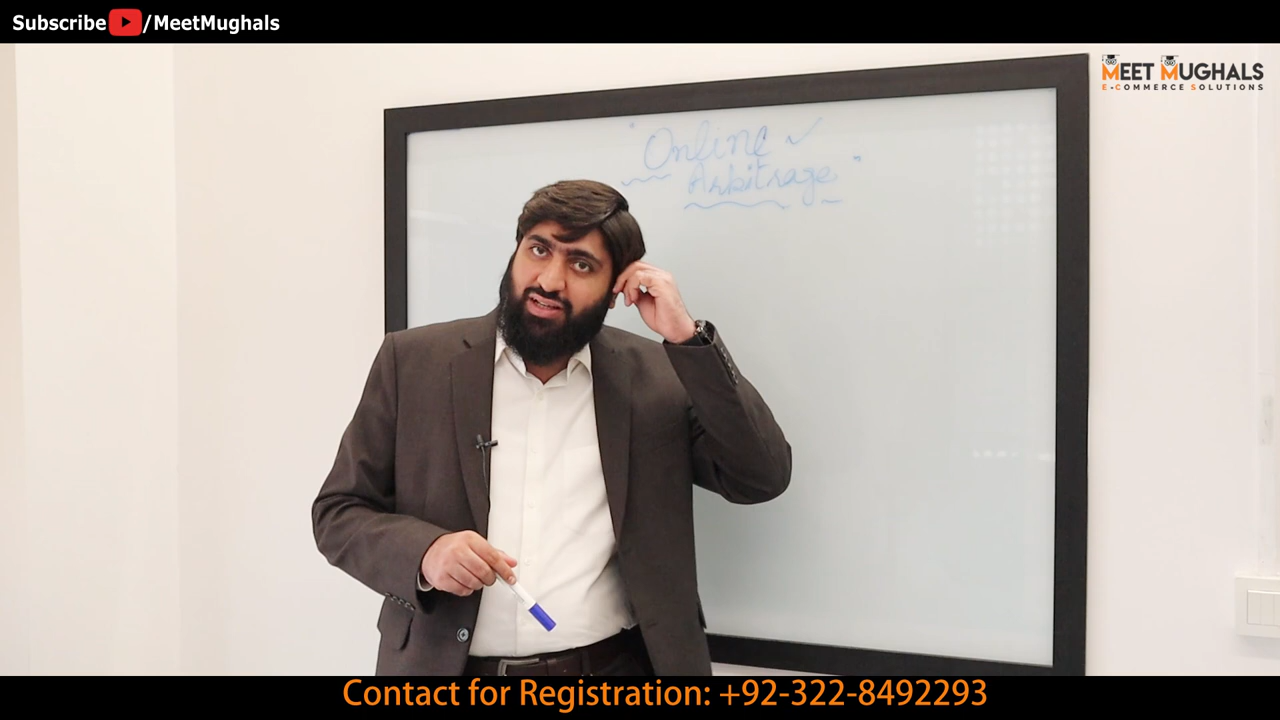 Subscribe /MeetMughals
MEET MUGHALS
E-COMMERCE SOLUTIONS
"Online
Arbitrage"
Contact for Registration: +92-322-8492293